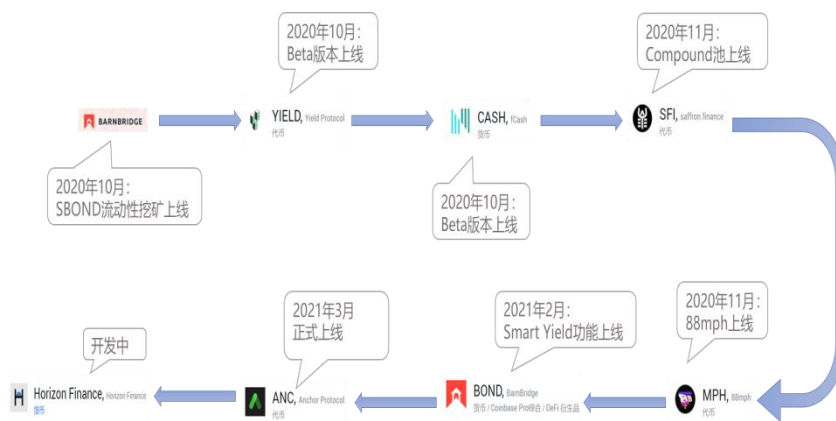 2020年10月：
Beta版本上线
2020年11月：
Compound池上线
BARNBRIDGE
YIELD, Yield Protocol
代币
CASH, fCash
货币
SFI, saffron.finance
代币
2020年10月：
SBOND流动性挖矿上线
2020年10月：
Beta版本上线
2021年3月
正式上线
2021年2月：
Smart Yield功能上线
2020年11月：
88mph上线
开发中
Horizon Finance, Horizon Finance
货币
ANC, Anchor Protocol
代币
BOND, BarnBridge
货币 / Coinbase Pro组合 / DeFi 衍生品
MPH, 88mph
代币